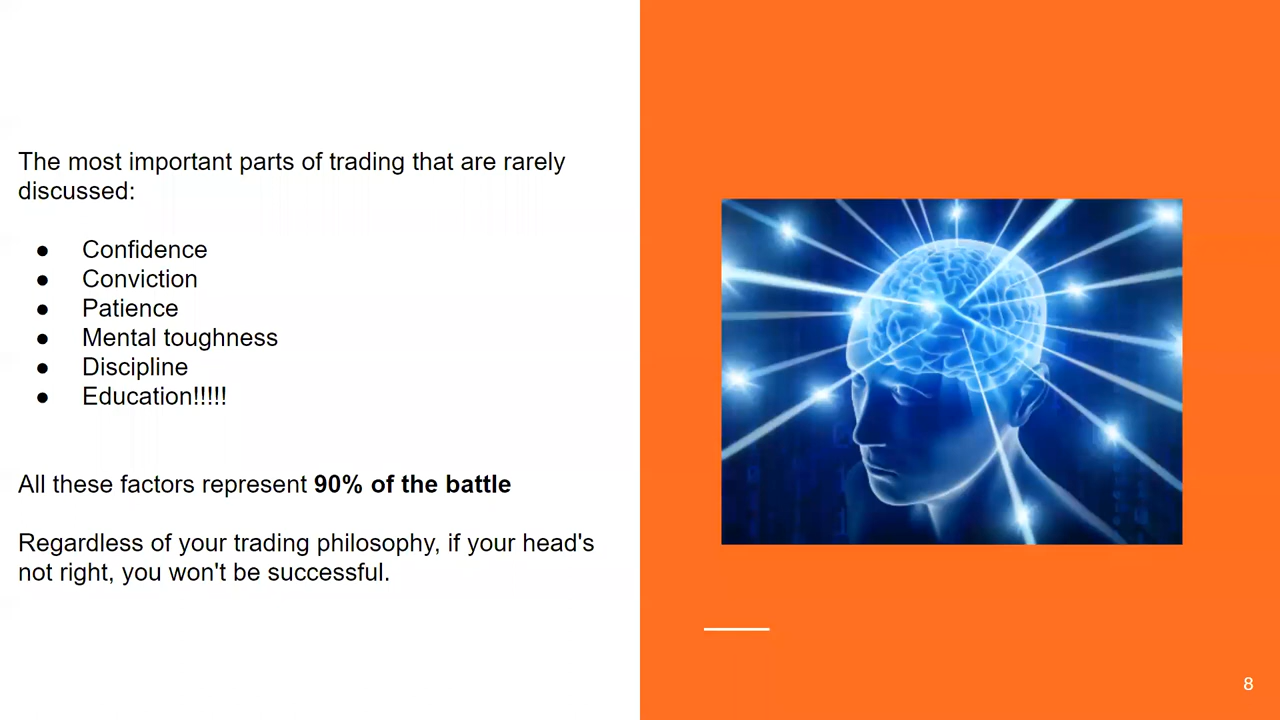 The most important parts of trading that are rarely
discussed:
● Confidence
● Conviction
● Patience
● Mental toughness
● Discipline
● Education!!!!!
All these factors represent 90% of the battle
Regardless of your trading philosophy, if your head's
not right, you won't be successful.
8